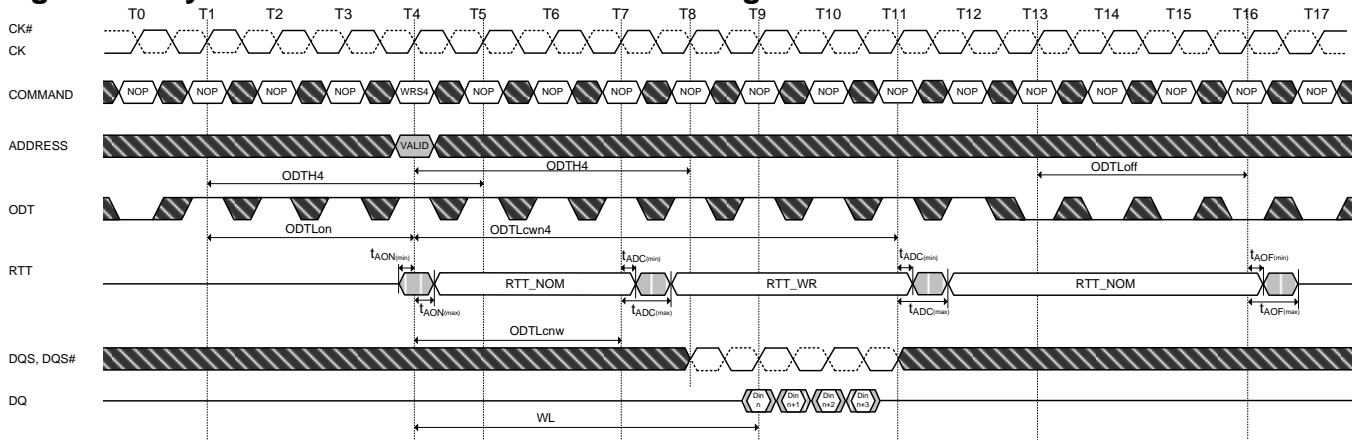 T0 T1 T2 T3 T4 T5 T6 T7 T8 T9 T10 T11 T12 T13 T14 T15 T16 T17
CK#
CK
COMMAND NOP NOP NOP NOP WRS4 NOP NOP NOP NOP NOP NOP NOP NOP NOP NOP NOP NOP NOP
ADDRESS VALID
ODTH4 ODTH4 ODTLoff
ODT
ODTLon ODTLcwn4
tAON(min) tADC(min) tADC(min) tAOF(min)
RTT RTT_NOM RTT_WR RTT_NOM
tAON(max) tADC(max) tADC(max) tAOF(max)
ODTLcnw
DQS, DQS#
DQ Din n Din n+1 Din n+2 Din n+3
WL